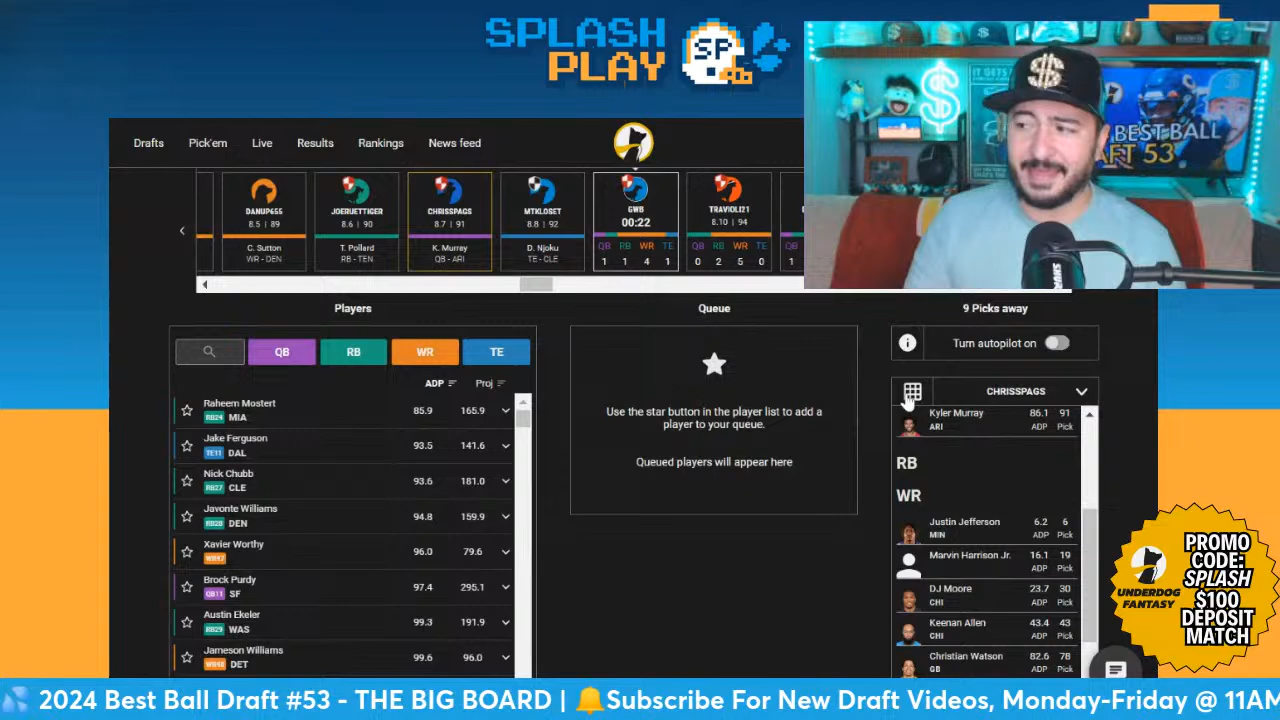 SPLASH
PLAY
SP
IT GETS
BEST BALL
AFT 53
Drafts
Pick'em
Live
Results
Rankings
News feed
DANUP655
8.5 | 89
C. Sutton
WR - DEN
JOERUETTIGER
8.6 | 90
T. Pollard
RB - TEN
CHRISSPAGS
8.7 | 91
K. Murray
QB - ARI
MTKLOSET
8.8 | 92
D. Njoku
TE - CLE
GWB
00:22
QB RB WR TE
1 1 4 1
TRAVIOLI21
8.10 | 94
QB RB WR TE
0 2 5 0
QB
1
Players
Queue
9 Picks away
QB
RB
WR
TE
Turn autopilot on
ADP
Proj
CHRISSPAGS
Raheem Mostert
RB24 MIA
85.9
165.9
Jake Ferguson
TE11 DAL
93.5
141.6
Nick Chubb
RB27 CLE
93.6
181.0
Javonte Williams
RB28 DEN
94.8
159.9
Xavier Worthy
96.0
79.6
Brock Purdy
QB11 SF
97.4
295.1
Austin Ekeler
RB29 WAS
99.3
191.9
Jameson Williams
DET
99.6
96.0
Use the star button in the player list to add a
player to your queue.
Queued players will appear here
Kyler Murray 86.1 91
ARI ADP Pick
RB
WR
Justin Jefferson 6.2 6
MIN ADP Pick
Marvin Harrison Jr. 16.1 19
ADP Pick
DJ Moore 23.7 30
CHI ADP Pick
Keenan Allen 43.4 43
CHI ADP Pick
Christian Watson 82.6 78
GB ADP Pick
UNDERDOG
FANTASY
PROMO
CODE:
SPLASH
$100
DEPOSIT
MATCH
2024 Best Ball Draft #53 - THE BIG BOARD | Subscribe For New Draft Videos, Monday-Friday @ 11AM